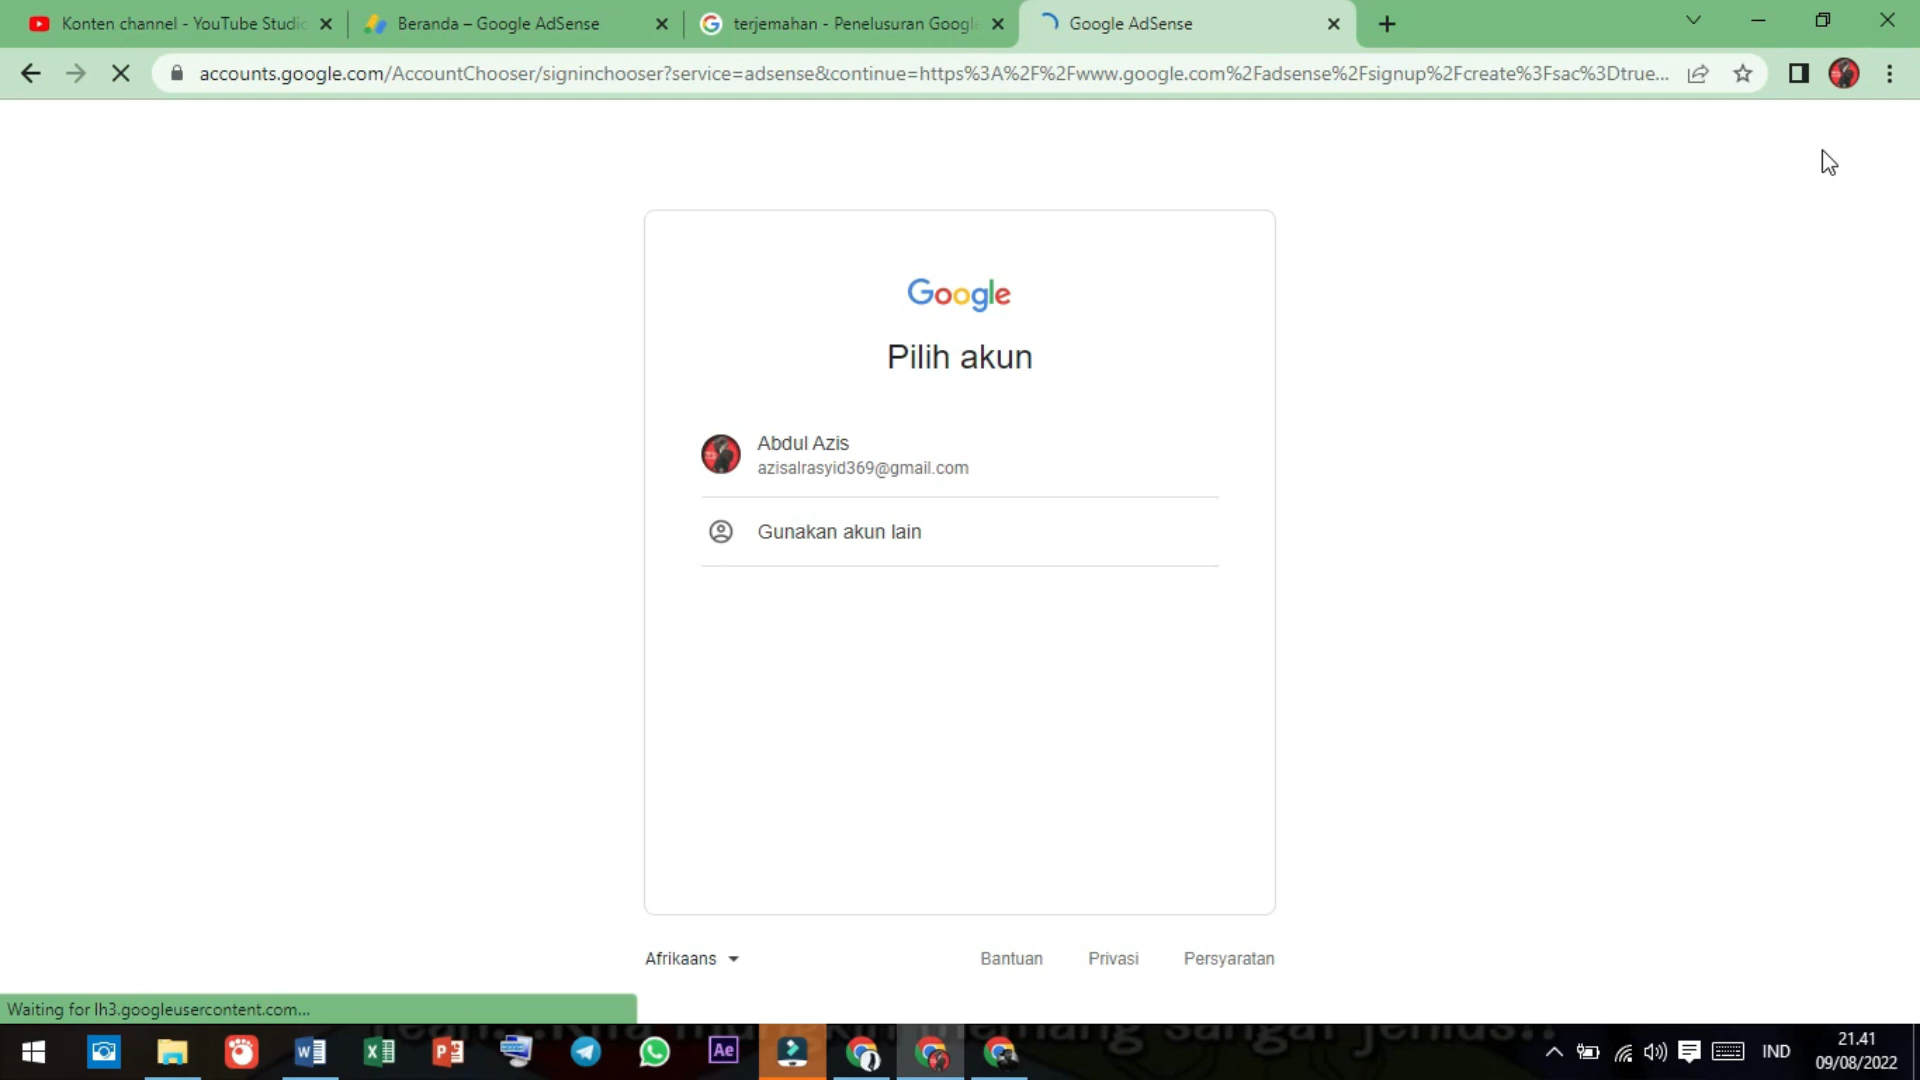 Konten channel - YouTube Studio
Beranda – Google AdSense
terjemahan - Penelusuran Google
Google AdSense
accounts.google.com/AccountChooser/signinchooser?service=adsense&continue=https%3A%2F%2Fwww.google.com%2Fadsense%2Fsignup%2Fcreate%3Fsac%3Dtrue...
Google
Pilih akun
Abdul Azis
azisalrasyid369@gmail.com
Gunakan akun lain
Afrikaans
Bantuan
Privasi
Persyaratan
Waiting for lh3.googleusercontent.com...
sangat jenius..!
Ae
IND
21.41
09/08/2022